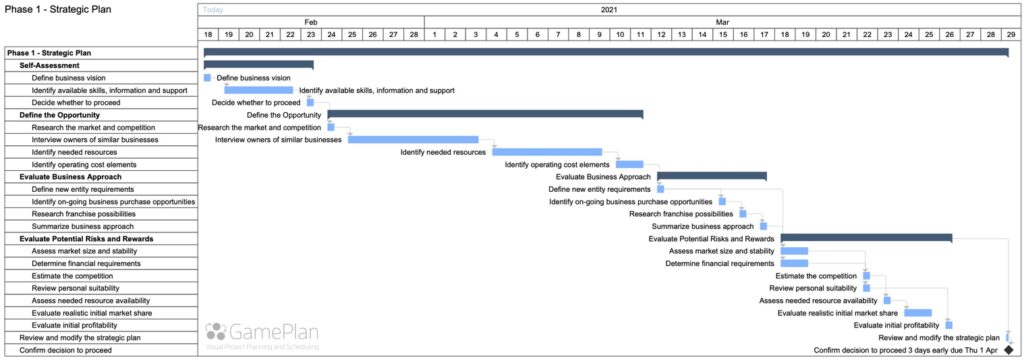 Phase 1 - Strategic Plan
Today 2021
Feb Mar
18 19 20 21 22 23 24 25 26 27 28 1 2 3 4 5 6 7 8 9 10 11 12 13 14 15 16 17 18 19 20 21 22 23 24 25 26 27 28 29
Phase 1 - Strategic Plan
Self-Assessment
Define business vision Define business vision
Identify available skills, information and support Identify available skills, information and support
Decide whether to proceed Decide whether to proceed
Define the Opportunity Define the Opportunity
Research the market and competition Research the market and competition
Interview owners of similar businesses Interview owners of similar businesses
Identify needed resources Identify needed resources
Identify operating cost elements Identify operating cost elements
Evaluate Business Approach Evaluate Business Approach
Define new entity requirements Define new entity requirements
Identify on-going business purchase opportunities Identify on-going business purchase opportunities
Research franchise possibilities Research franchise possibilities
Summarize business approach Summarize business approach
Evaluate Potential Risks and Rewards Evaluate Potential Risks and Rewards
Assess market size and stability Assess market size and stability
Determine financial requirements Determine financial requirements
Estimate the competition Estimate the competition
Review personal suitability Review personal suitability
Assess needed resource availability Assess needed resource availability
Evaluate realistic initial market share Evaluate realistic initial market share
Evaluate initial profitability Evaluate initial profitability
Review and modify the strategic plan Review and modify the strategic plan
Confirm decision to proceed Confirm decision to proceed 3 days early due Thu 1 Apr
GamePlan
Visual Project Planning and Scheduling